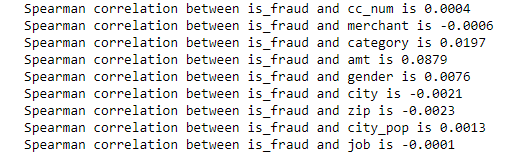 Spearman correlation between is_fraud and cc_num is 0.0004
Spearman correlation between is_fraud and merchant is -0.0006
Spearman correlation between is_fraud and category is 0.0197
Spearman correlation between is_fraud and amt is 0.0879
Spearman correlation between is_fraud and gender is 0.0076
Spearman correlation between is_fraud and city is -0.0021
Spearman correlation between is_fraud and zip is -0.0023
Spearman correlation between is_fraud and city_pop is 0.0013
Spearman correlation between is_fraud and job is -0.0001